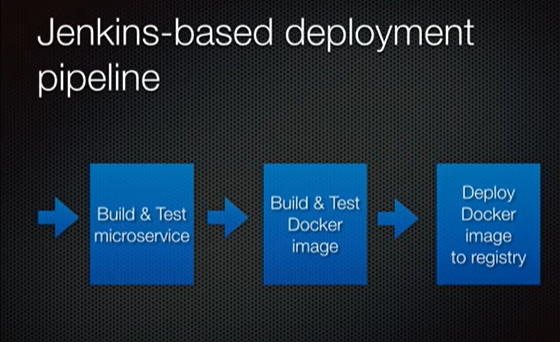 Jenkins-based deployment
pipeline
Build & Test
microservice
Build & Test
Docker
image
Deploy
Docker
image
to registry